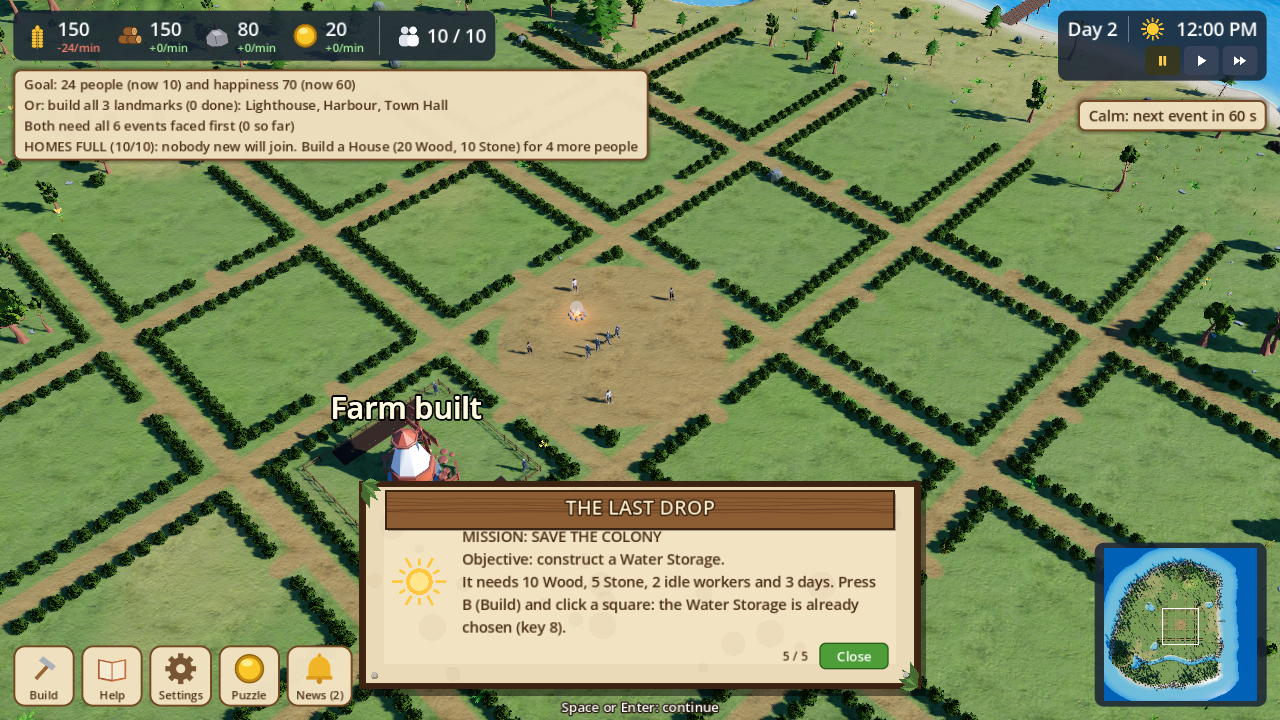 150
-24/min
150
+0/min
80
+0/min
20
+0/min
10 / 10
Day 2
12:00 PM
Goal: 24 people (now 10) and happiness 70 (now 60)
Or: build all 3 landmarks (0 done): Lighthouse, Harbour, Town Hall
Both need all 6 events faced first (0 so far)
HOMES FULL (10/10): nobody new will join. Build a House (20 Wood, 10 Stone) for 4 more people
Calm: next event in 60 s
Farm built
THE LAST DROP
MISSION: SAVE THE COLONY
Objective: construct a Water Storage.
It needs 10 Wood, 5 Stone, 2 idle workers and 3 days. Press
B (Build) and click a square: the Water Storage is already
chosen (key 8).
5 / 5
Close
Build
Help
Settings
Puzzle
News (2)
Space or Enter: continue